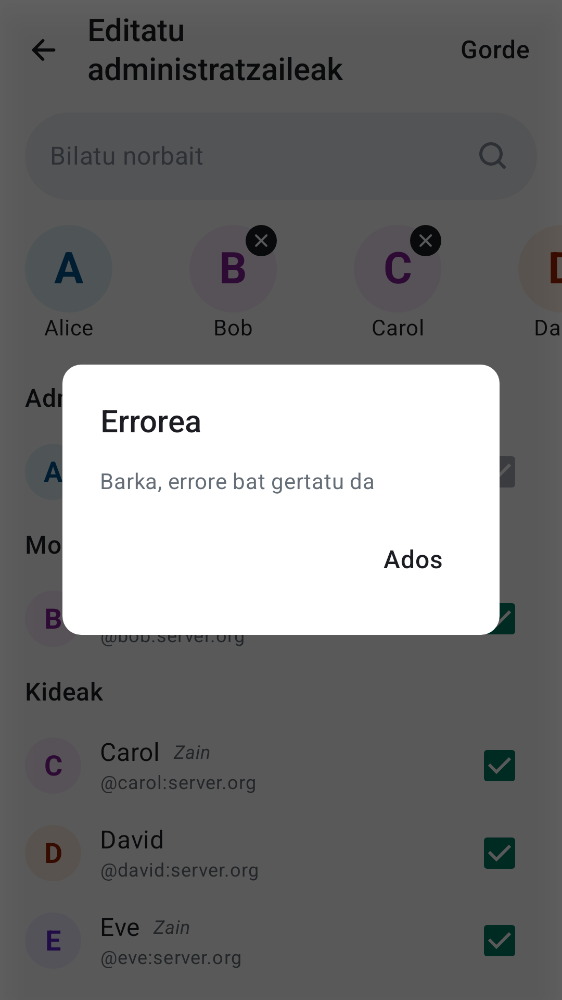 Editatu
administratzaileak
Gorde
Bilatu norbait
A
B
C
D
Alice
Bob
Carol
Da
Adr
Errorea
A
Barka, errore bat gertatu da
Mo
Ados
B
@bob:server.org
Kideak
C
Carol Zain
@carol:server.org
D
David
@david:server.org
E
Eve Zain
@eve:server.org